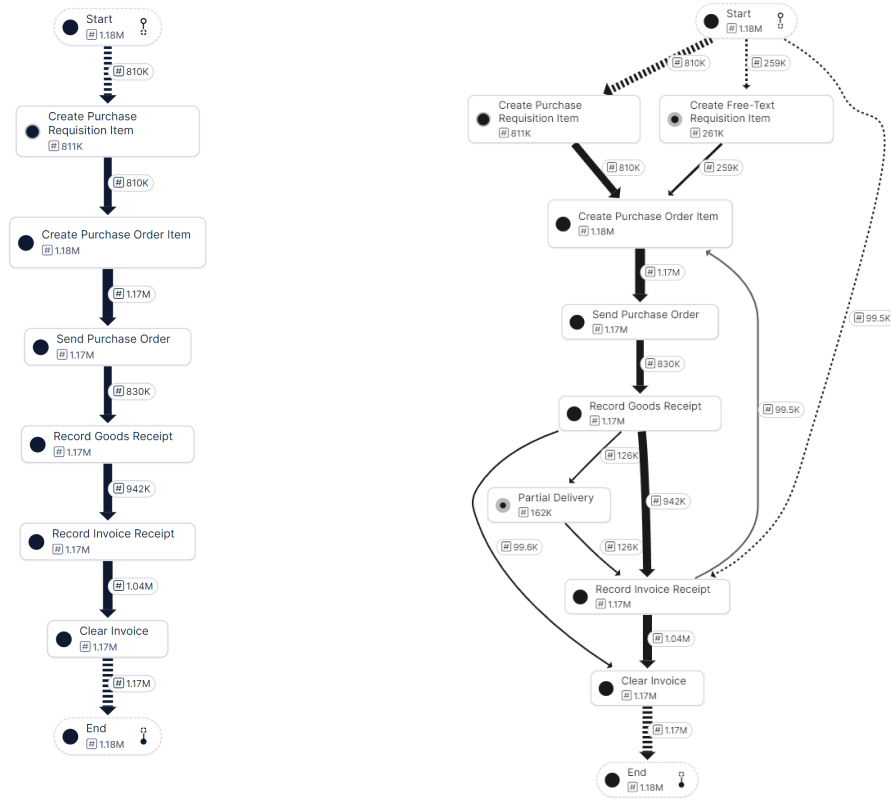 Start
# 1.18M
# 810K
Create Purchase
Requisition Item
# 811K
# 810K
Create Purchase Order Item
# 1.18M
# 1.17M
Send Purchase Order
# 1.17M
# 830K
Record Goods Receipt
# 1.17M
# 942K
Record Invoice Receipt
# 1.17M
# 1.04M
Clear Invoice
# 1.17M
# 1.17M
End
# 1.18M
Start
# 1.18M
# 810K
# 259K
Create Purchase
Requisition Item
# 811K
Create Free-Text
Requisition Item
# 261K
# 810K
# 259K
Create Purchase Order Item
# 1.18M
# 1.17M
Send Purchase Order
# 1.17M
# 99.5K
# 830K
Record Goods Receipt
# 1.17M
# 99.5K
# 126K
Partial Delivery
# 162K
# 942K
# 99.6K
# 126K
Record Invoice Receipt
# 1.17M
# 1.04M
Clear Invoice
# 1.17M
# 1.17M
End
# 1.18M